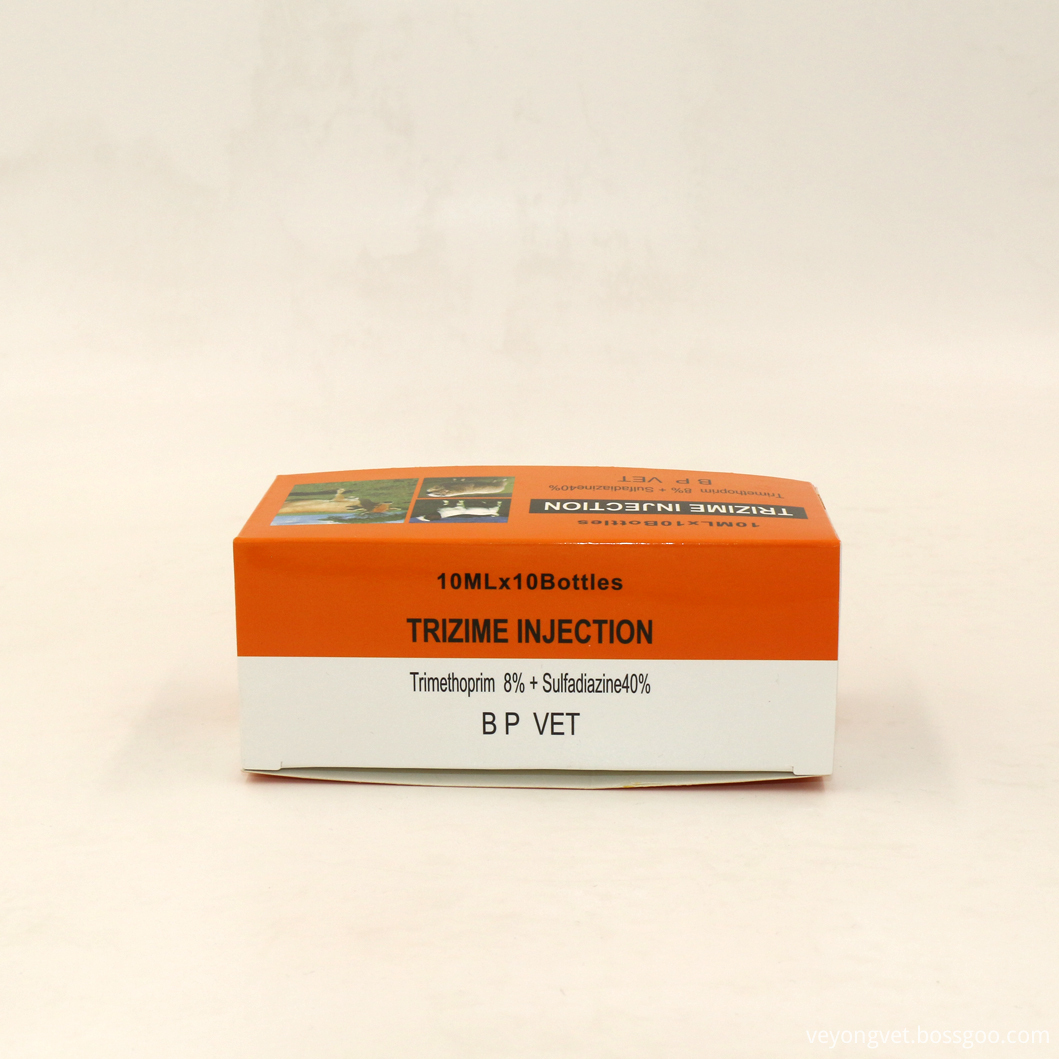 B P VET
Trimethoprim 8% + Sulfadiazine40%
TRIZIME INJECTION
10MLx10Bottles
10MLx10Bottles
TRIZIME INJECTION
Trimethoprim 8% + Sulfadiazine40%
B P VET
veyongvet.bossgoo.com